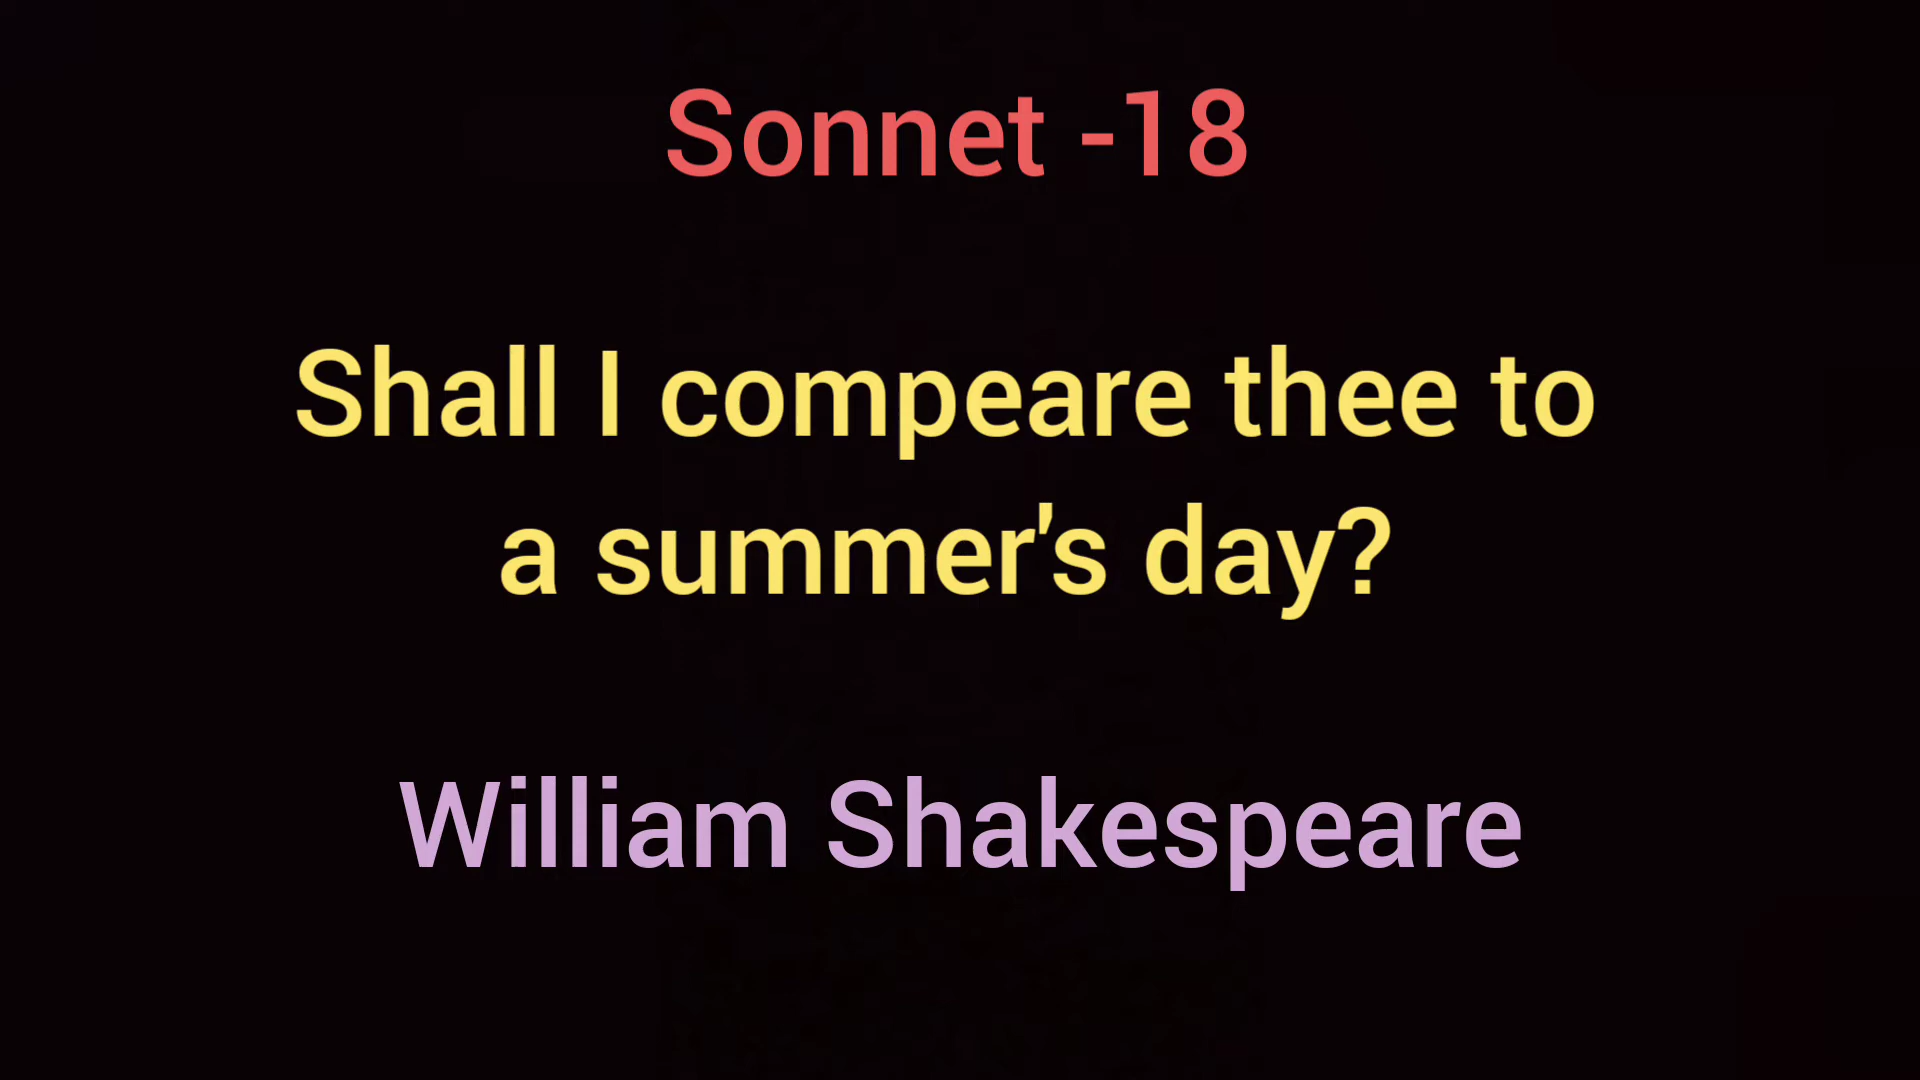 Sonnet -18
Shall I compeare thee to
a summer's day?
William Shakespeare